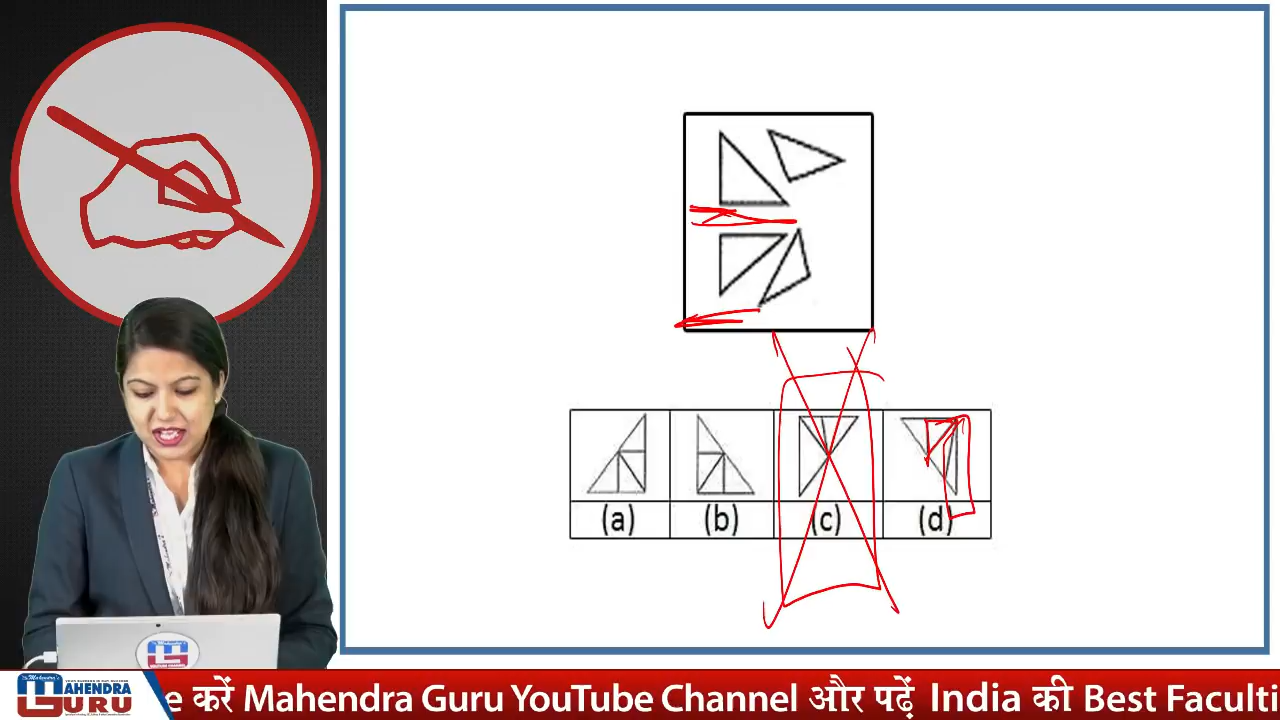 (a) (b) (c) (d)
MAHENDRA GURU
e करें Mahendra Guru YouTube Channel और पढ़ें India की Best Faculti